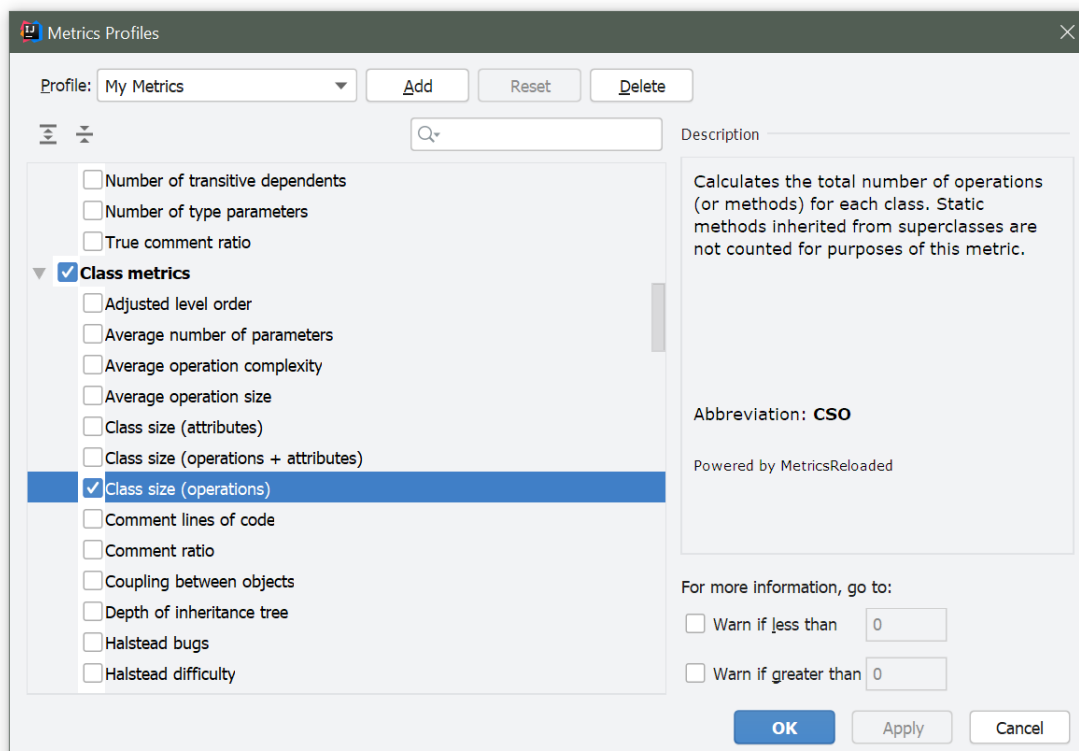 Metrics Profiles
Profile: My Metrics Add Reset Delete
Description
Number of transitive dependents
Number of type parameters
True comment ratio
Class metrics
Adjusted level order
Average number of parameters
Average operation complexity
Average operation size
Class size (attributes)
Class size (operations + attributes)
Class size (operations)
Comment lines of code
Comment ratio
Coupling between objects
Depth of inheritance tree
Halstead bugs
Halstead difficulty
Calculates the total number of operations
(or methods) for each class. Static
methods inherited from superclasses are
not counted for purposes of this metric.
Abbreviation: CSO
Powered by MetricsReloaded
For more information, go to:
Warn if less than 0
Warn if greater than 0
OK Apply Cancel